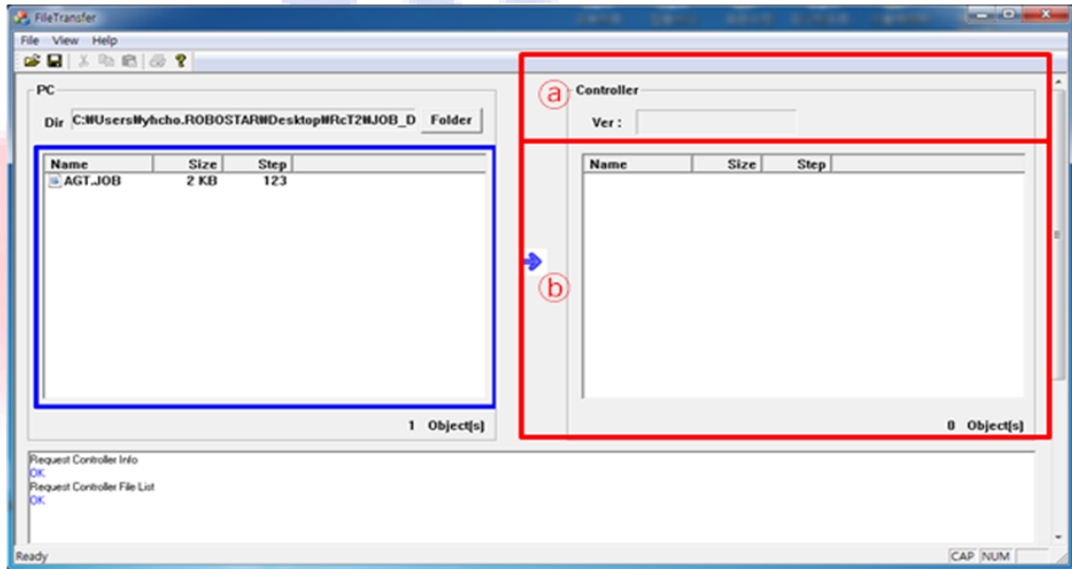 FileTransfer
File View Help
PC
Dir C:₩Users₩yhcho.ROBOSTAR₩Desktop₩RcT2₩JOB_D Folder
Name Size Step
AGT.JOB 2 KB 123
1 Object(s)
ⓐ
Controller
Ver :
Name Size Step
ⓑ
0 Object(s)
Request Controller Info
OK
Request Controller File List
OK
Ready
CAP NUM